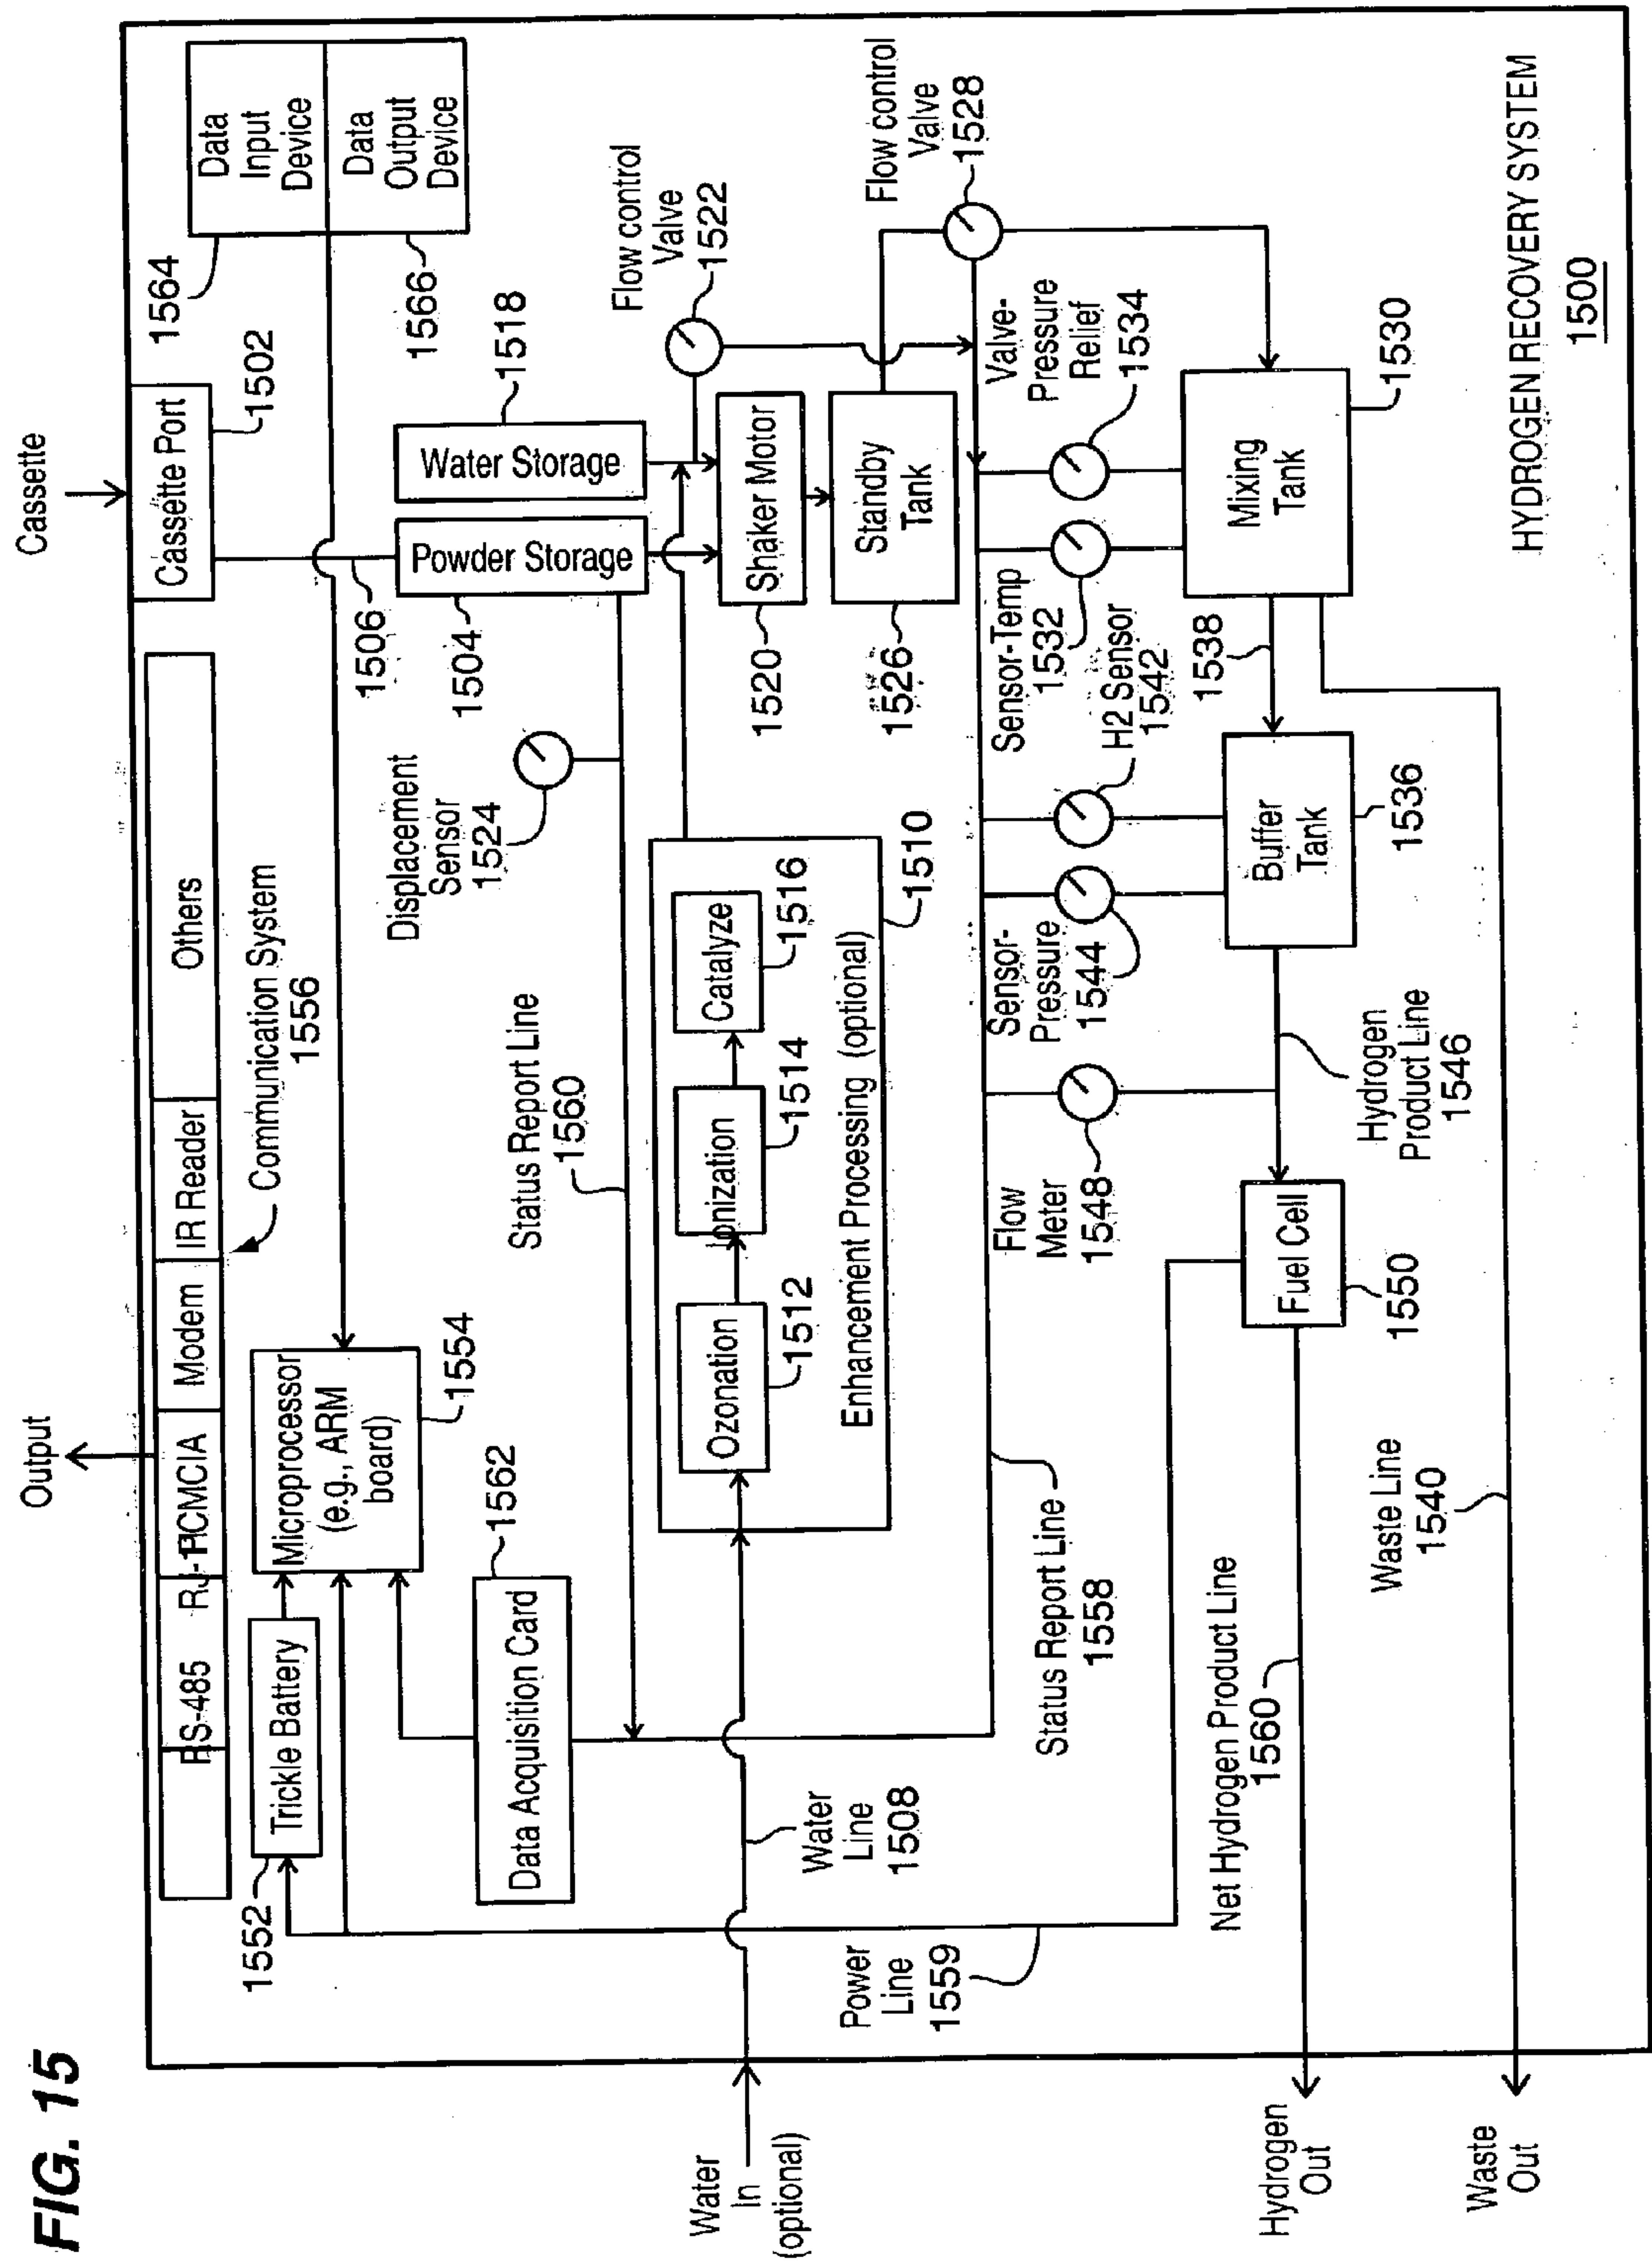 FIG. 15
Output
Cassette
RS-485
RJ-11
PCMCIA
Modem
IR Reader
Others
Cassette Port
1502
Data
Input
Device
Data
Output
Device
1564
1566
Communication System
1556
Trickle Battery
1552
Microprocessor
(e.g., ARM
board)
1554
1506
Powder Storage
1504
Water Storage
1518
Displacement
Sensor
1524
Flow control
Valve
1522
Data Acquisition Card
1562
Status Report Line
1560
Shaker Motor
1520
Ozonation
1512
Ionization
1514
Catalyze
1516
Enhancement Processing (optional)
1510
Standby
Tank
1526
Flow control
Valve
1528
Water
In
(optional)
Water
Line
1508
Power
Line
1559
Status Report Line
1558
Flow
Meter
1548
Sensor-
Pressure
1544
H2 Sensor
1542
Sensor-Temp
1532
Valve-
Pressure
Relief
1534
Mixing
Tank
1530
1538
Buffer
Tank
1536
Hydrogen
Product Line
1546
Fuel Cell
1550
Net Hydrogen Product Line
1560
Hydrogen
Out
Waste Line
1540
Waste
Out
HYDROGEN RECOVERY SYSTEM
1500